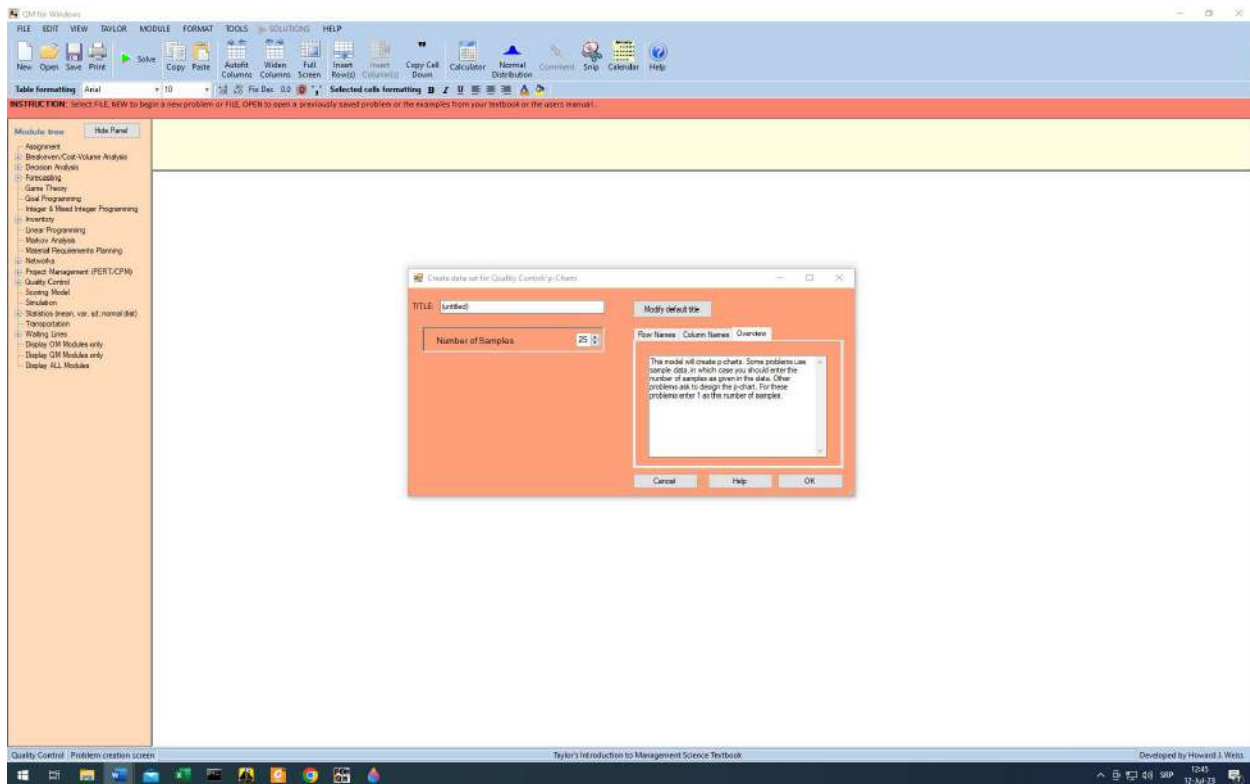 QM for Windows
FILE EDIT VIEW TAYLOR MODULE FORMAT TOOLS SOLUTIONS HELP
New Open Save Print Solve Copy Paste Autofit Columns Widen Columns Full Screen Insert Row(s) Insert Column(s) Copy Cell Down Calculator Normal Distribution Comment Snip Calendar Help
Table formatting Arial 10 Fix Dec 0.0 Selected cells formatting B I U
INSTRUCTION: Select FILE, NEW to begin a new problem or FILE, OPEN to open a previously saved problem or the examples from your textbook or the users manual.
Module tree Hide Panel
Assignment
Breakeven/Cost-Volume Analysis
Decision Analysis
Forecasting
Game Theory
Goal Programming
Integer & Mixed Integer Programming
Inventory
Linear Programming
Markov Analysis
Material Requirements Planning
Networks
Project Management (PERT/CPM)
Quality Control
Scoring Model
Simulation
Statistics (mean, var, sd; normal dist)
Transportation
Waiting Lines
Display OM Modules only
Display QM Modules only
Display ALL Modules
Create data set for Quality Control/p-Charts
TITLE: (untitled)
Modify default title
Number of Samples 25
Row Names Column Names Overview
This model will create p-charts. Some problems use
sample data, in which case you should enter the
number of samples as given in the data. Other
problems ask to design the p-chart. For these
problems enter 1 as the number of samples.
Cancel Help OK
Quality Control Problem creation screen Taylor's Introduction to Management Science Textbook Developed by Howard J. Weiss
SRP 12:45
12-Jul-23